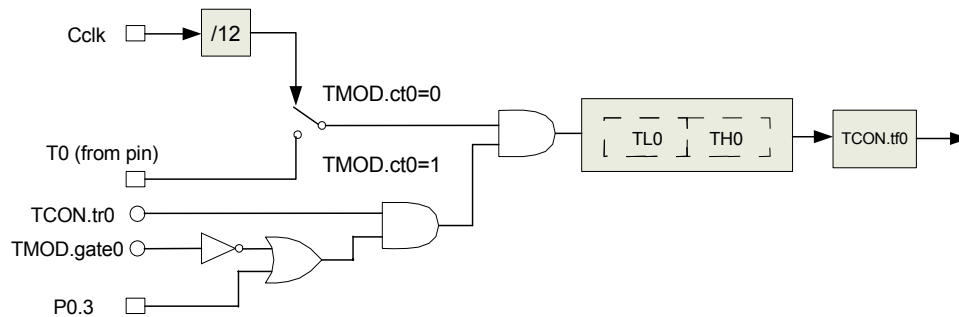 Cclk
/12
TMOD.ct0=0
T0 (from pin)
TMOD.ct0=1
TL0
TH0
TCON.tf0
TCON.tr0
TMOD.gate0
P0.3